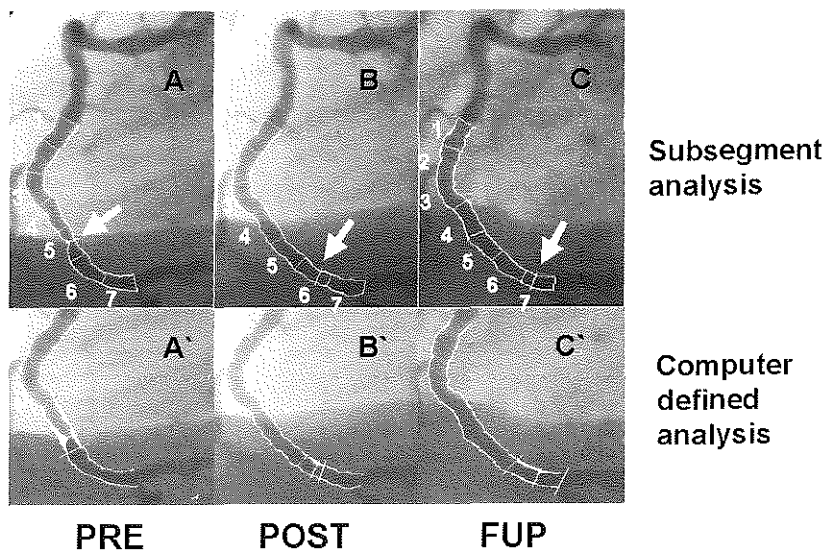 A
B
C
1
2
3
4
5
6
7
4
5
6
7
5
6
7
Subsegment
analysis
A`
B`
C`
Computer
defined
analysis
PRE
POST
FUP